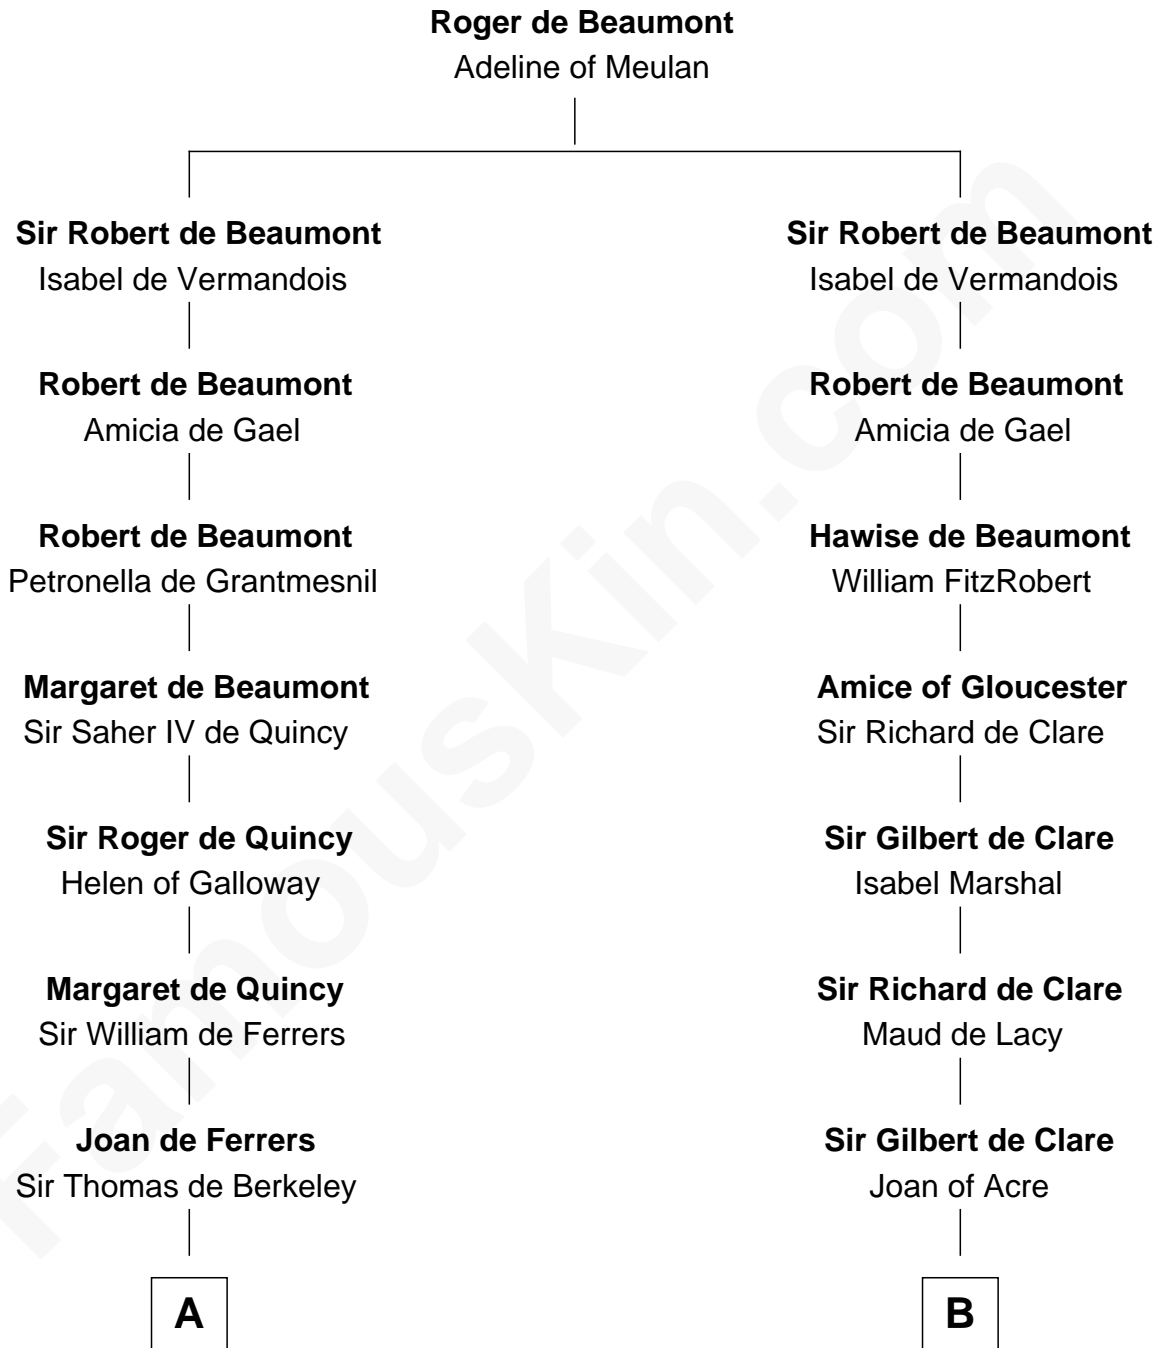 Roger de Beaumont
Adeline of Meulan
Sir Robert de Beaumont
Isabel de Vermandois
Sir Robert de Beaumont
Isabel de Vermandois
Robert de Beaumont
Amicia de Gael
Robert de Beaumont
Amicia de Gael
Robert de Beaumont
Petronella de Grantmesnil
Hawise de Beaumont
William FitzRobert
Margaret de Beaumont
Sir Saher IV de Quincy
Amice of Gloucester
Sir Richard de Clare
Sir Roger de Quincy
Helen of Galloway
Sir Gilbert de Clare
Isabel Marshal
Margaret de Quincy
Sir William de Ferrers
Sir Richard de Clare
Maud de Lacy
Joan de Ferrers
Sir Thomas de Berkeley
Sir Gilbert de Clare
Joan of Acre
A
B
FamousKin.com